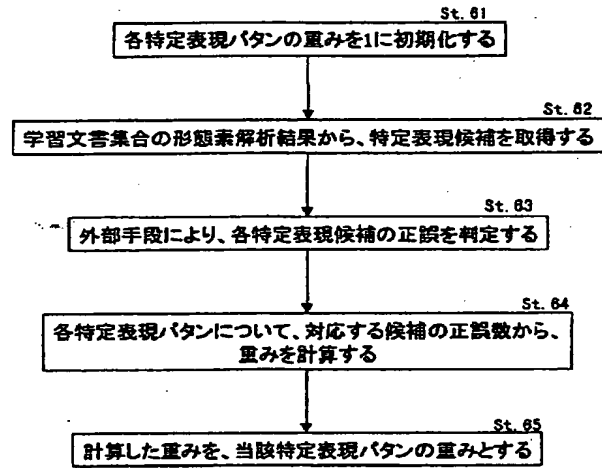 St. 61
各特定表現パタンの重みを1に初期化する
St. 62
学習文書集合の形態素解析結果から、特定表現候補を取得する
St. 63
外部手段により、各特定表現候補の正誤を判定する
St. 64
各特定表現パタンについて、対応する候補の正誤数から、
重みを計算する
St. 65
計算した重みを、当該特定表現パタンの重みとする